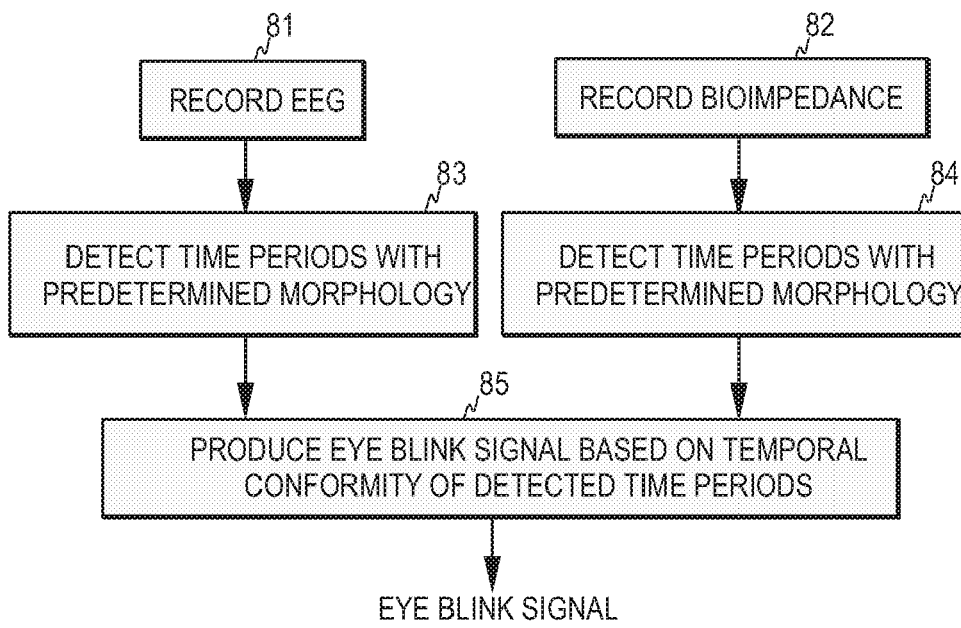 81
82
RECORD EEG
RECORD BIOIMPEDANCE
83
84
DETECT TIME PERIODS WITH
PREDETERMINED MORPHOLOGY
DETECT TIME PERIODS WITH
PREDETERMINED MORPHOLOGY
85
PRODUCE EYE BLINK SIGNAL BASED ON TEMPORAL
CONFORMITY OF DETECTED TIME PERIODS
EYE BLINK SIGNAL